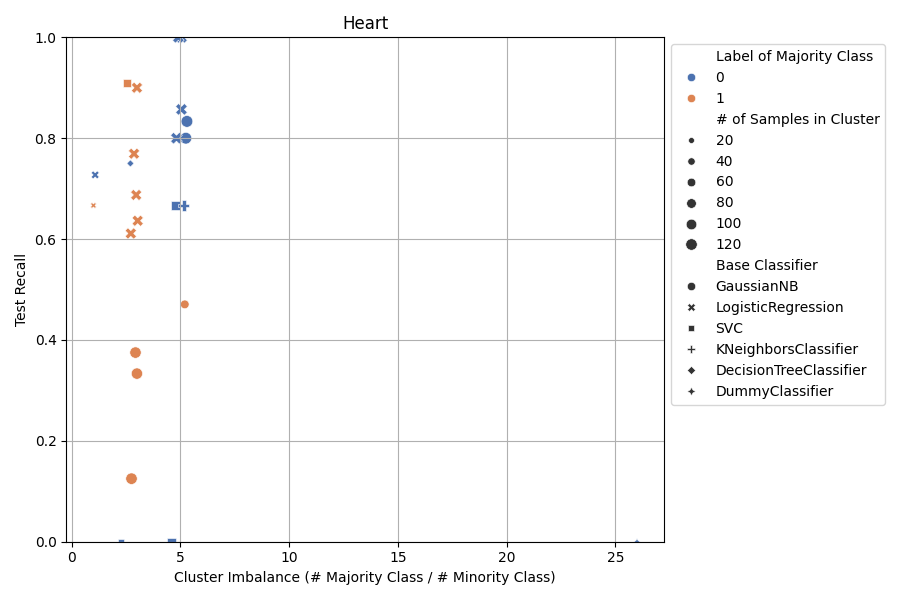 Heart
1.0
0.8
0.6
0.4
0.2
0.0
Test Recall
0
5
10
15
20
25
Cluster Imbalance (# Majority Class / # Minority Class)
Label of Majority Class
0
1
# of Samples in Cluster
20
40
60
80
100
120
Base Classifier
GaussianNB
LogisticRegression
SVC
KNeighborsClassifier
DecisionTreeClassifier
DummyClassifier